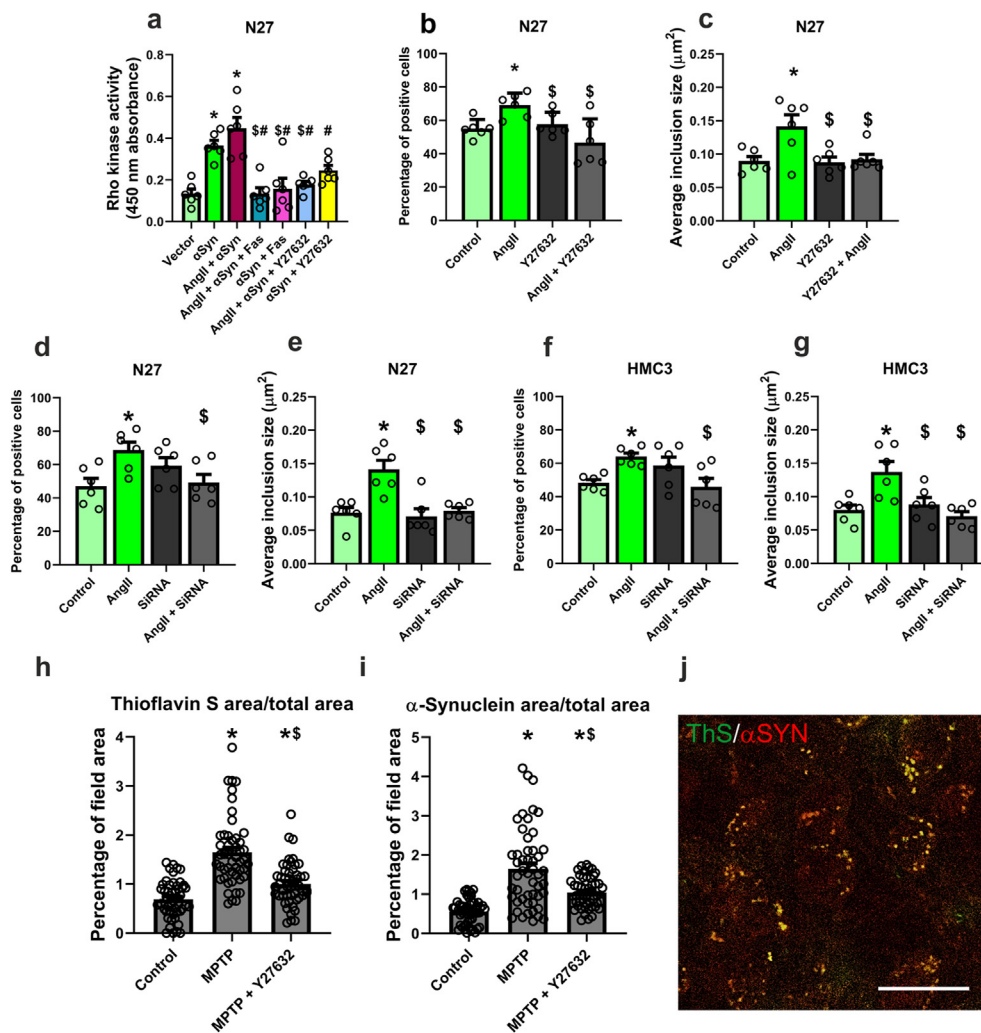 a
N27
Rho kinase activity
(450 nm absorbance)
0.8
0.6
0.4
0.2
0.0
*
*
$#
$#
$#
#
Vector
αSyn
AngII + αSyn
AngII + αSyn + Fas
αSyn + Fas
AngII + αSyn + Y27632
αSyn + Y27632
b
N27
Percentage of positive cells
100
80
60
40
20
0
*
$
$
Control
AngII
Y27632
AngII + Y27632
c
N27
Average inclusion size (μm²)
0.25
0.20
0.15
0.10
0.05
0.00
*
$
$
Control
AngII
Y27632
Y27632 + AngII
d
N27
Percentage of positive cells
100
80
60
40
20
0
*
$
Control
AngII
SiRNA
AngII + SiRNA
e
N27
Average inclusion size (μm²)
0.25
0.20
0.15
0.10
0.05
0.00
*
$
$
Control
AngII
SiRNA
AngII + SiRNA
f
HMC3
Percentage of positive cells
100
80
60
40
20
0
*
$
Control
AngII
SiRNA
AngII + SiRNA
g
HMC3
Average inclusion size (μm²)
0.25
0.20
0.15
0.10
0.05
0.00
*
$
$
Control
AngII
SiRNA
AngII + SiRNA
h
Thioflavin S area/total area
Percentage of field area
4
3
2
1
0
*
*$
Control
MPTP
MPTP + Y27632
i
α-Synuclein area/total area
Percentage of field area
5
4
3
2
1
0
*
*$
Control
MPTP
MPTP + Y27632
j
ThS/αSYN